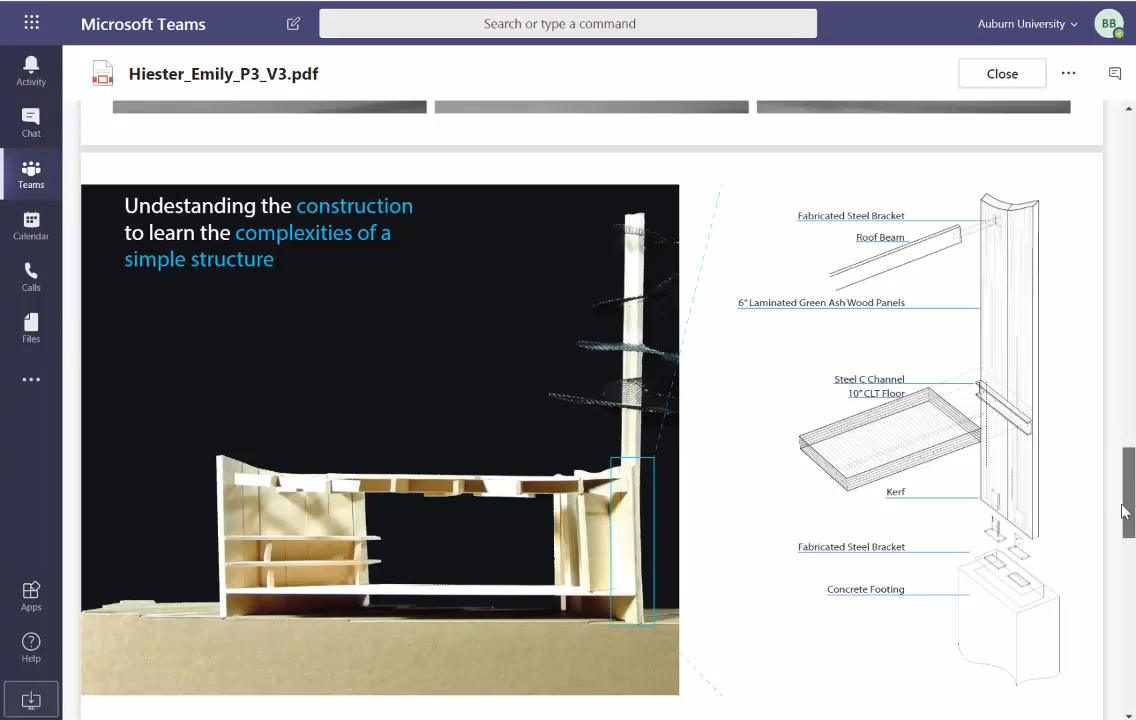 Microsoft Teams
Search or type a command
Auburn University
BB
Activity
Chat
Teams
Calendar
Calls
Files
Apps
Help
Hiester_Emily_P3_V3.pdf
Close
Undestanding the construction
to learn the complexities of a
simple structure
Fabricated Steel Bracket
Roof Beam
6" Laminated Green Ash Wood Panels
Steel C Channel
10" CLT Floor
Kerf
Fabricated Steel Bracket
Concrete Footing